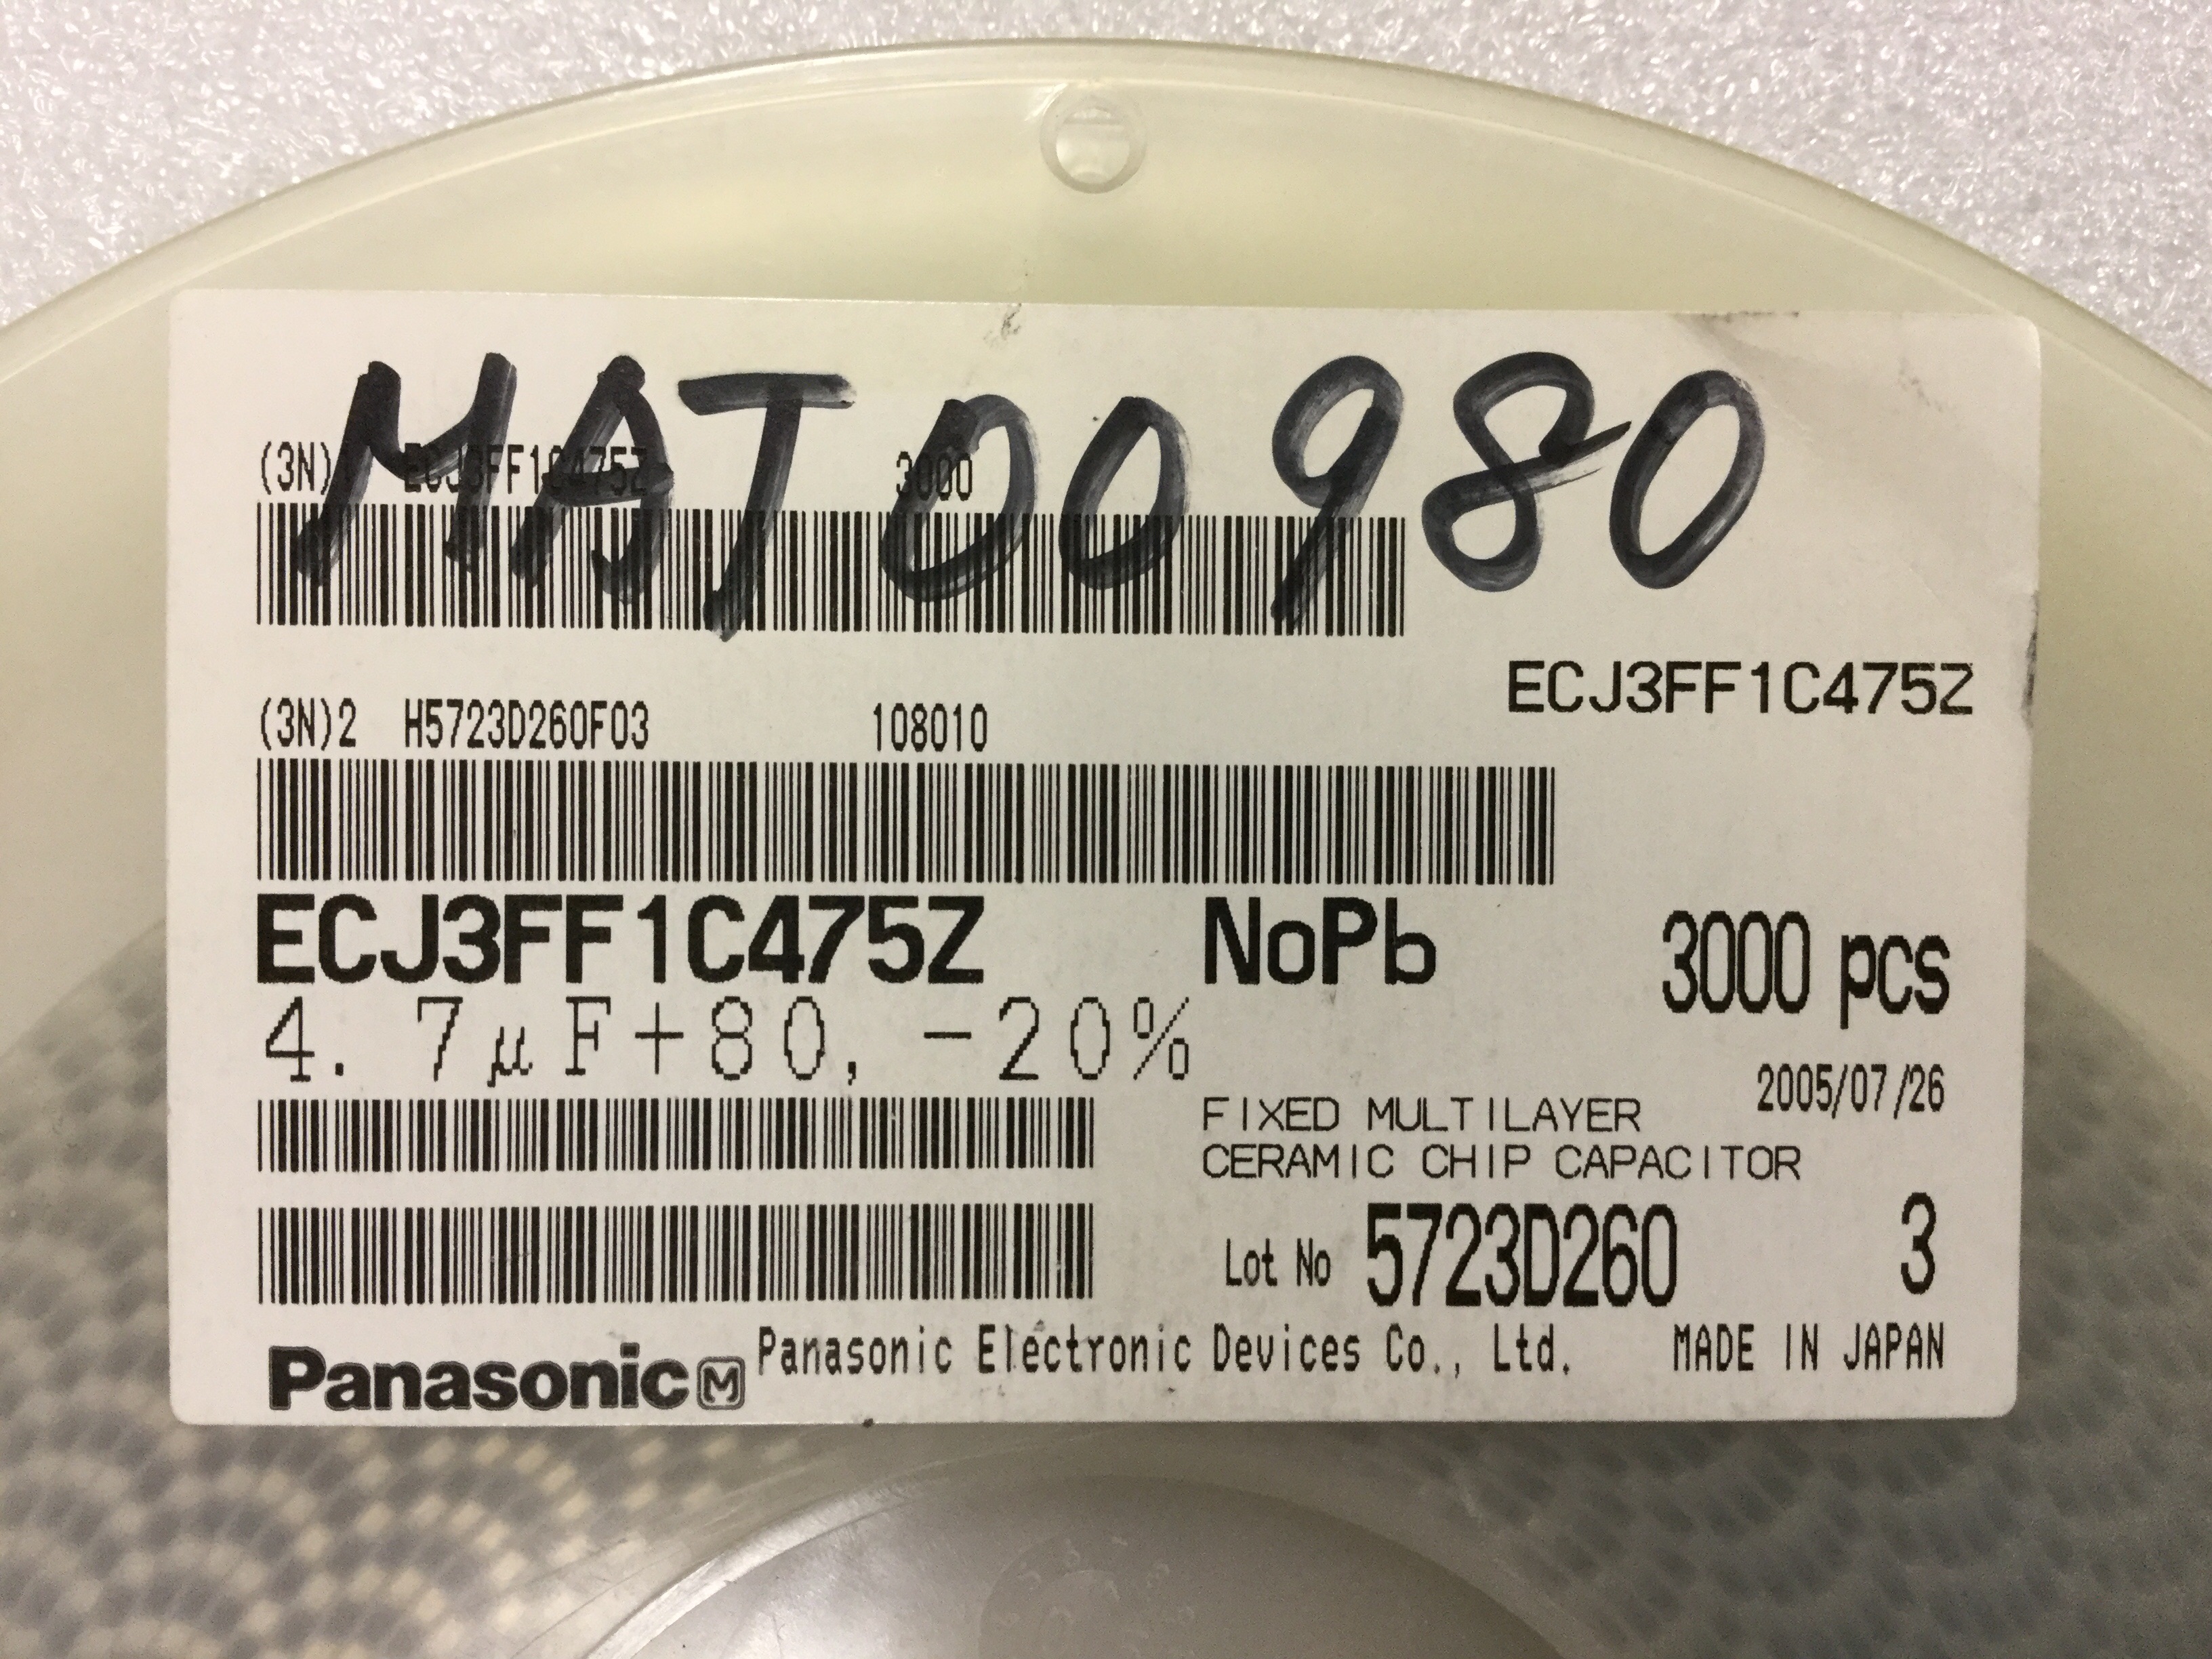 MAT00980
(3N) ECJ3FF1C475Z 3000
ECJ3FF1C475Z
(3N)2 H5723D260F03 108010
ECJ3FF1C475Z NoPb 3000 pcs
4.7μF+80,-20%
2005/07/26
FIXED MULTILAYER
CERAMIC CHIP CAPACITOR
Lot No 5723D260 3
Panasonic M Panasonic Electronic Devices Co., Ltd. MADE IN JAPAN